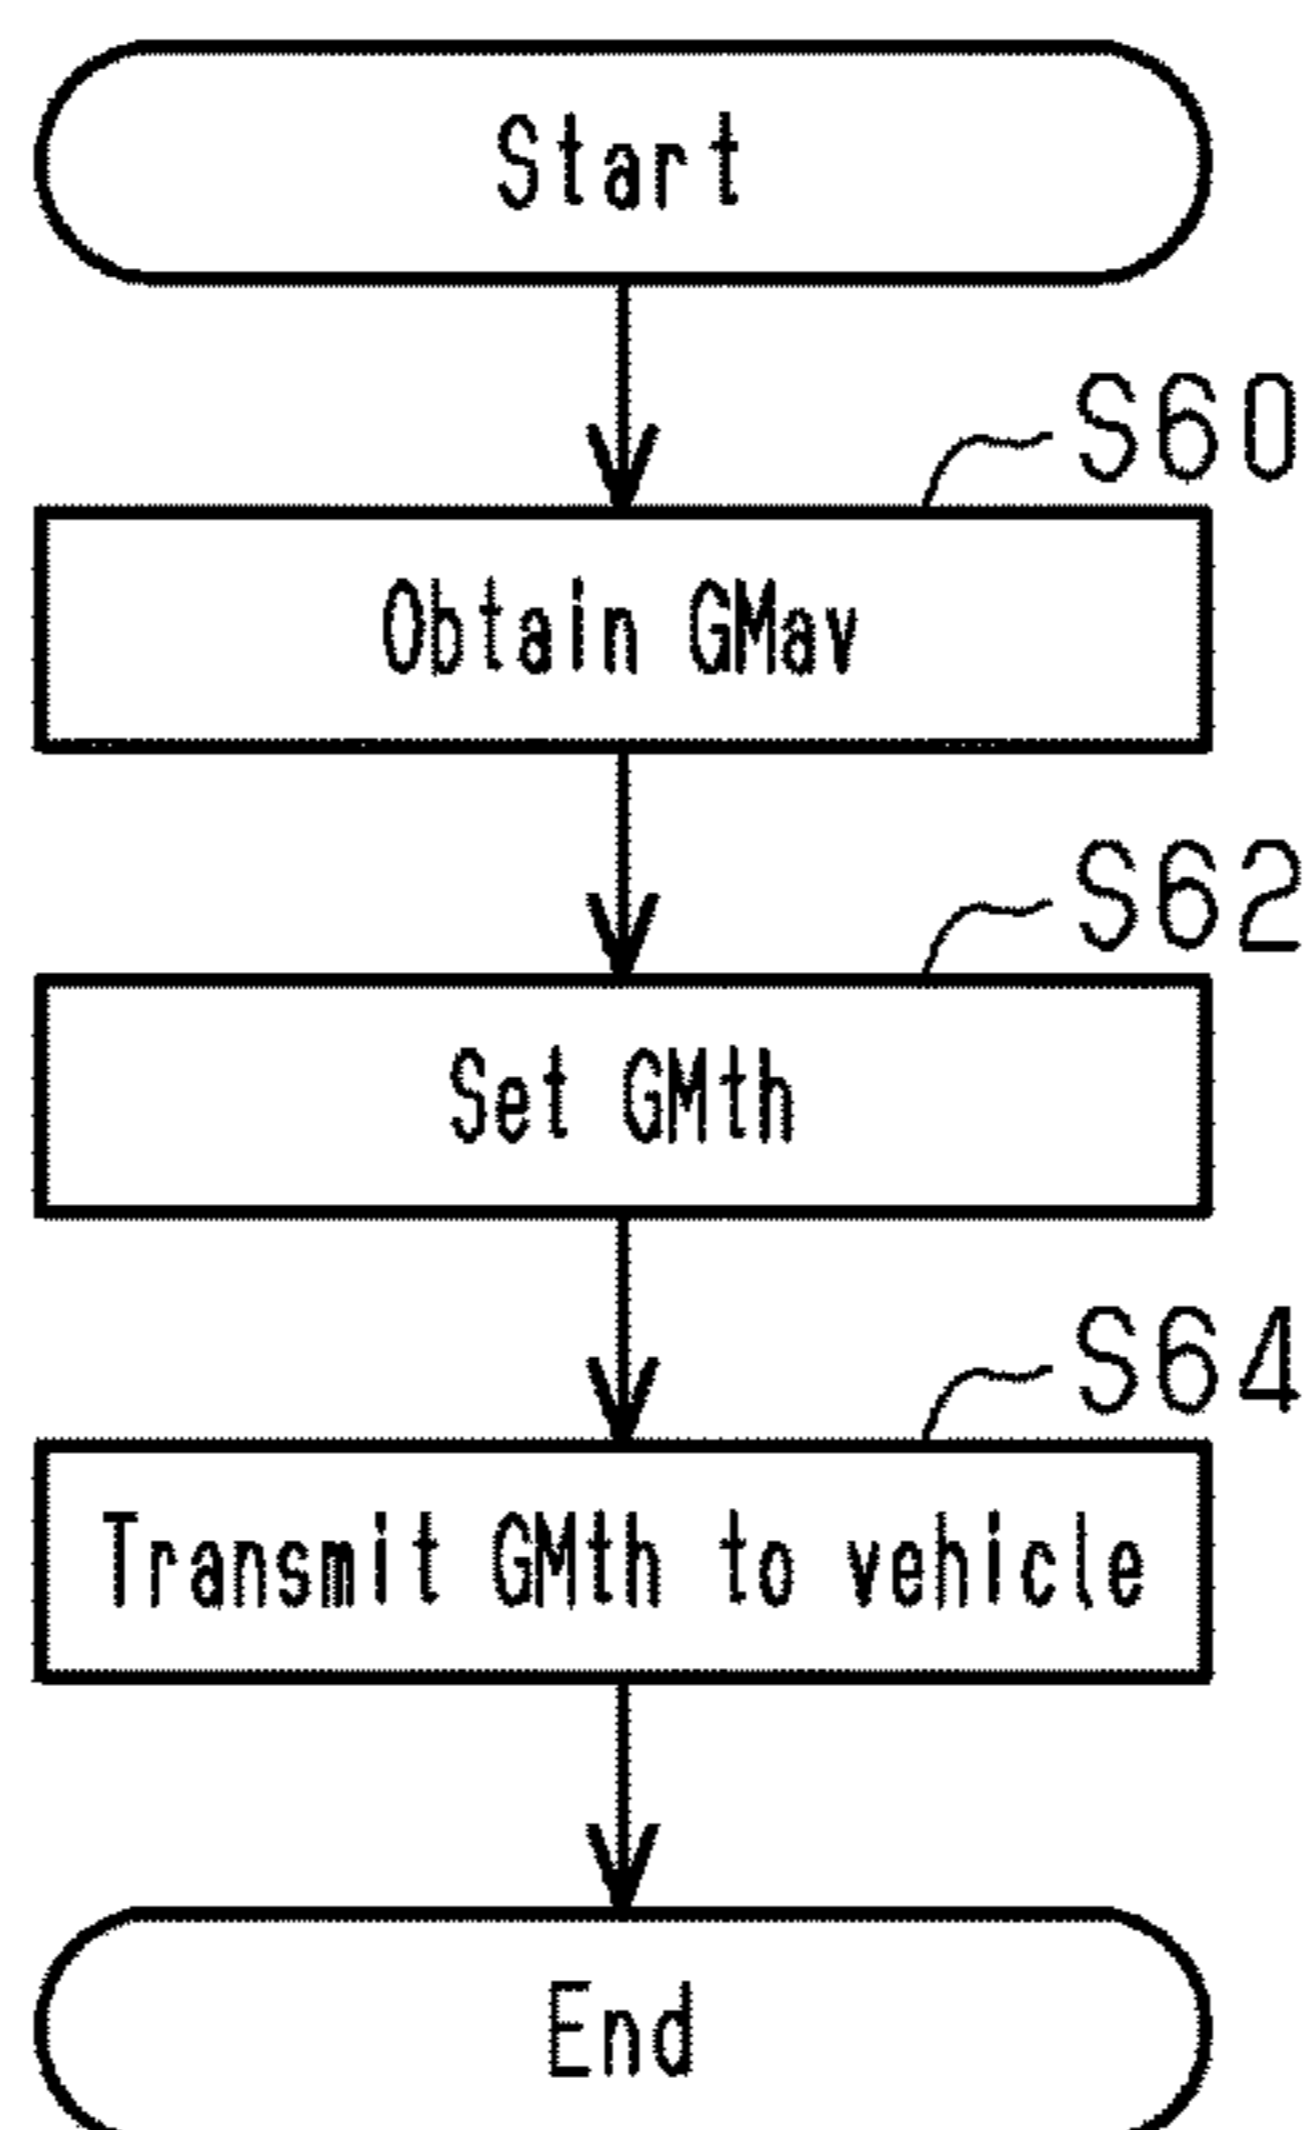 Start
S60
Obtain GMav
S62
Set GMth
S64
Transmit GMth to vehicle
End